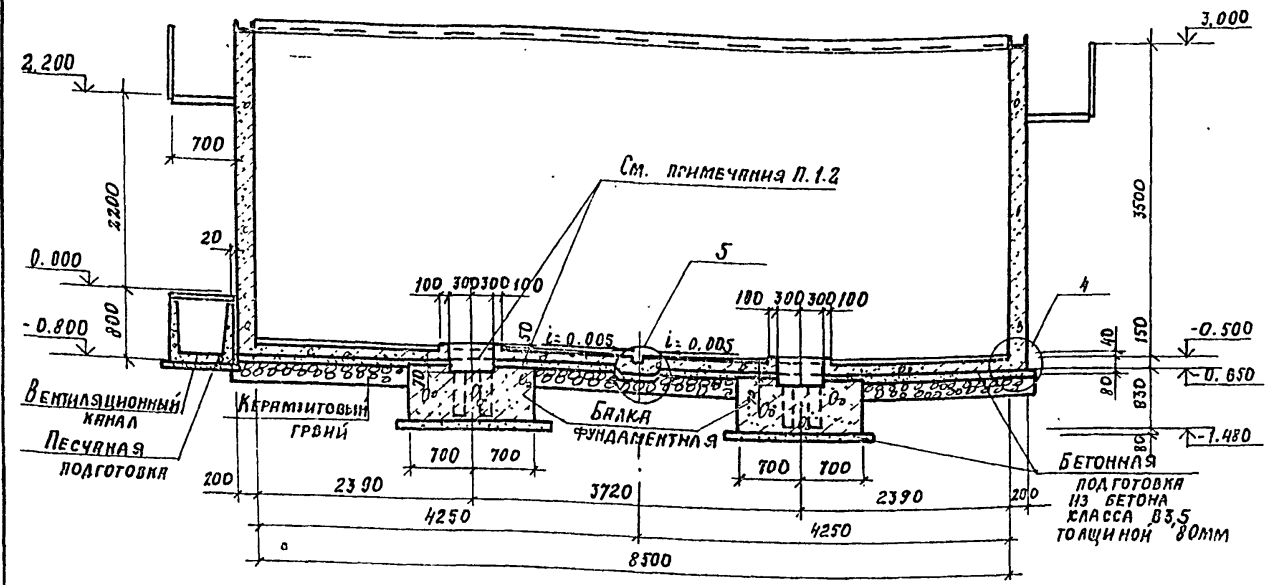 3,000
2,200
700
См. примечания п. 1.2
2200
3500
20
5
0.000
100 300 300 100
100 300 300 100
4
800
-0.800
50
i=0.005
i=0.005
40
150
-0.500
-0.650
80
830
Вентиляционный
канал
Керамзитовый
грвий
Балка
фундаментная
-1.480
80
Песчаная
подготовка
700 700
700 700
Бетонная
подготовка
из бетона
класса В3,5
толщиной 80мм
200
2390
3720
2390
200
4250
4250
8500